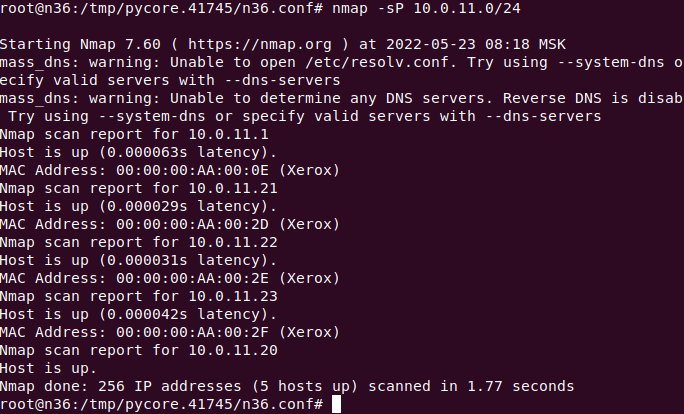 root@n36:/tmp/pycore.41745/n36.conf# nmap -sP 10.0.11.0/24
Starting Nmap 7.60 ( https://nmap.org ) at 2022-05-23 08:18 MSK
mass_dns: warning: Unable to open /etc/resolv.conf. Try using --system-dns o
ecify valid servers with --dns-servers
mass_dns: warning: Unable to determine any DNS servers. Reverse DNS is disab
Try using --system-dns or specify valid servers with --dns-servers
Nmap scan report for 10.0.11.1
Host is up (0.000063s latency).
MAC Address: 00:00:00:AA:00:0E (Xerox)
Nmap scan report for 10.0.11.21
Host is up (0.000029s latency).
MAC Address: 00:00:00:AA:00:2D (Xerox)
Nmap scan report for 10.0.11.22
Host is up (0.000031s latency).
MAC Address: 00:00:00:AA:00:2E (Xerox)
Nmap scan report for 10.0.11.23
Host is up (0.000042s latency).
MAC Address: 00:00:00:AA:00:2F (Xerox)
Nmap scan report for 10.0.11.20
Host is up.
Nmap done: 256 IP addresses (5 hosts up) scanned in 1.77 seconds
root@n36:/tmp/pycore.41745/n36.conf#